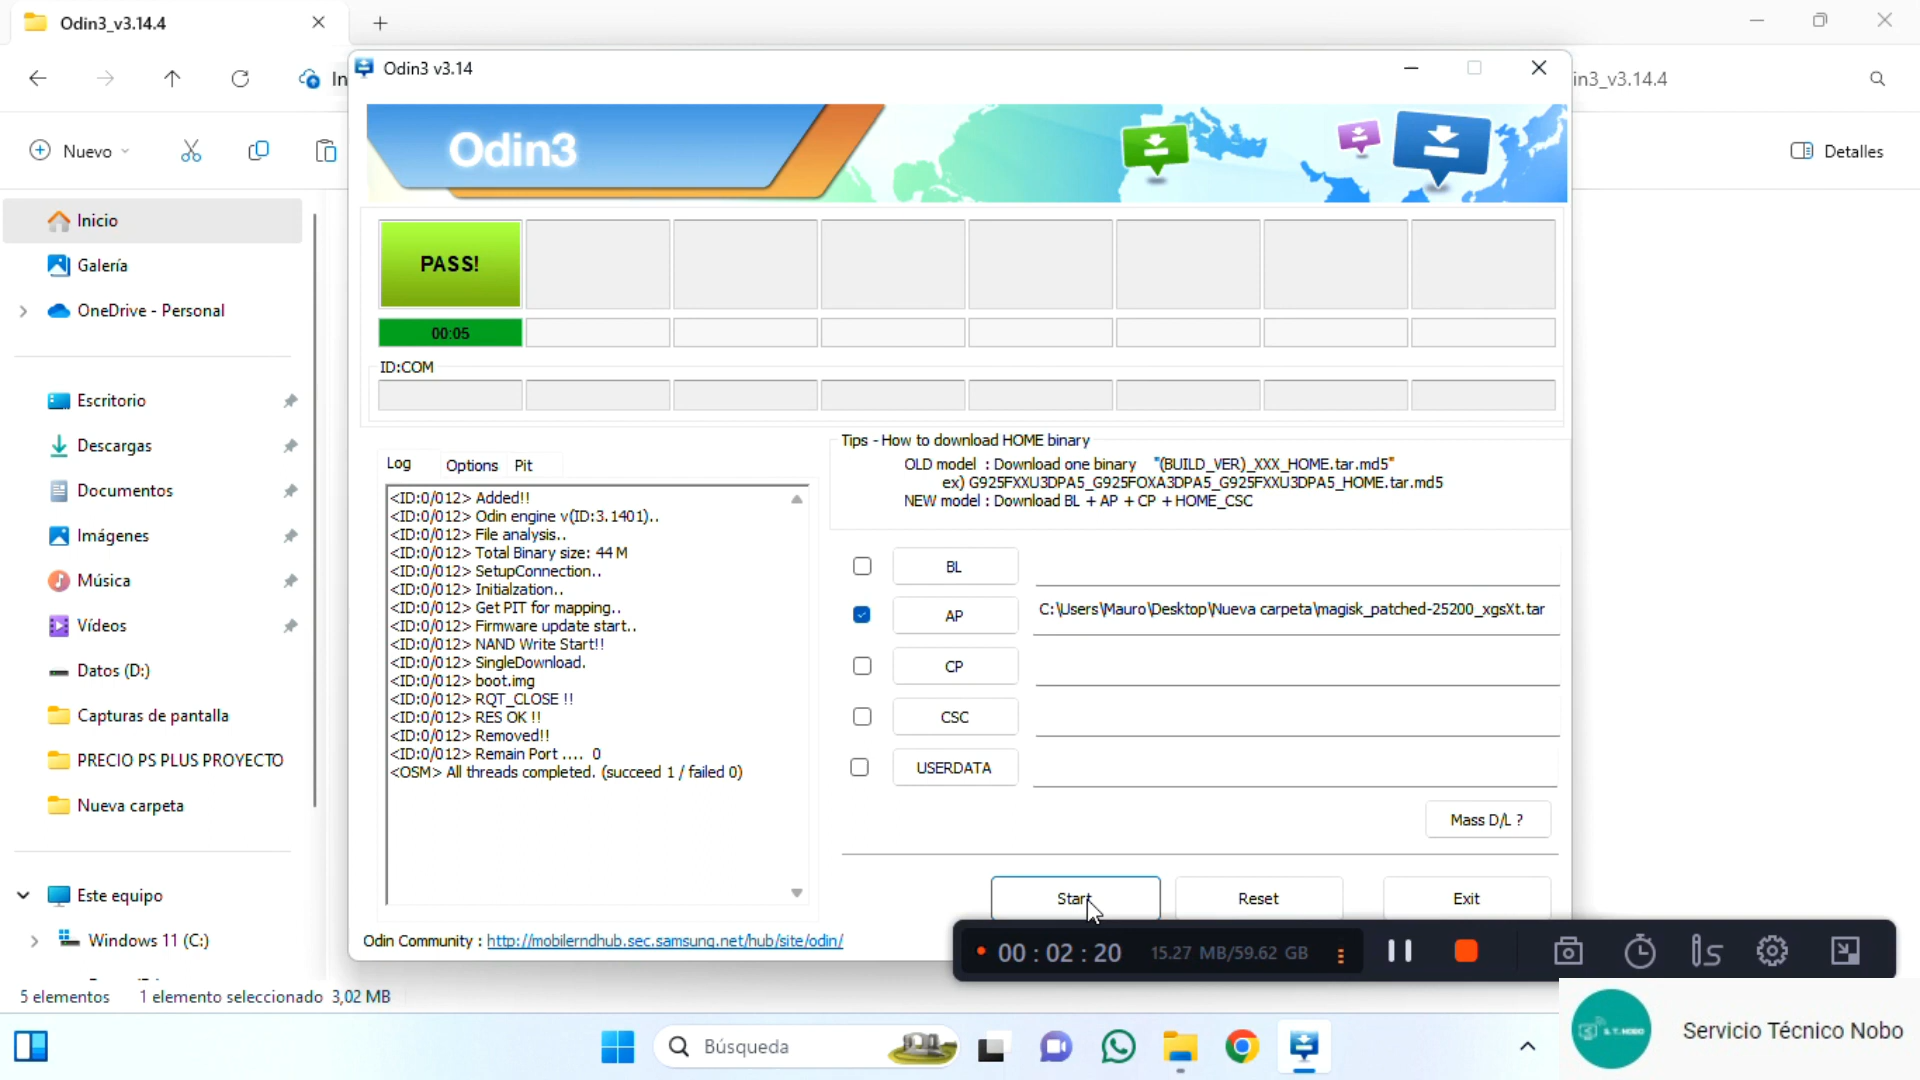 Odin3_v3.14.4
In
Odin3 v3.14
in3_v3.14.4
Nuevo
Detalles
Odin3
Inicio
Galería
OneDrive - Personal
Escritorio
Descargas
Documentos
Imágenes
Música
Vídeos
Datos (D:)
Capturas de pantalla
PRECIO PS PLUS PROYECTO
Nueva carpeta
Este equipo
Windows 11 (C:)
5 elementos
1 elemento seleccionado 3,02 MB
PASS!
00:05
ID:COM
Log
Options
Pit
<ID:0/012> Added!!
<ID:0/012> Odin engine v(ID:3.1401)..
<ID:0/012> File analysis..
<ID:0/012> Total Binary size: 44 M
<ID:0/012> SetupConnection..
<ID:0/012> Initialzation..
<ID:0/012> Get PIT for mapping..
<ID:0/012> Firmware update start..
<ID:0/012> NAND Write Start!!
<ID:0/012> SingleDownload.
<ID:0/012> boot.img
<ID:0/012> RQT_CLOSE !!
<ID:0/012> RES OK !!
<ID:0/012> Removed!!
<ID:0/012> Remain Port .... 0
<OSM> All threads completed. (succeed 1 / failed 0)
Tips - How to download HOME binary
OLD model : Download one binary "(BUILD_VER)_XXX_HOME.tar.md5"
ex) G925FXXU3DPA5_G925FOXA3DPA5_G925FXXU3DPA5_HOME.tar.md5
NEW model : Download BL + AP + CP + HOME_CSC
BL
AP
C:\Users\Mauro\Desktop\Nueva carpeta\magisk_patched-25200_xgsXt.tar
CP
CSC
USERDATA
Mass D/L ?
Start
Reset
Exit
Odin Community : http://mobilerndhub.sec.samsung.net/hub/site/odin/
00 : 02 : 20
15.27 MB/59.62 GB
Búsqueda
S. T. NOBO
Servicio Técnico Nobo